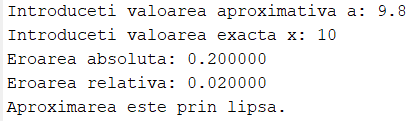 Introduceti valoarea aproximativa a: 9.8
Introduceti valoarea exacta x: 10
Eroarea absoluta: 0.200000
Eroarea relativa: 0.020000
Aproximarea este prin lipsa.